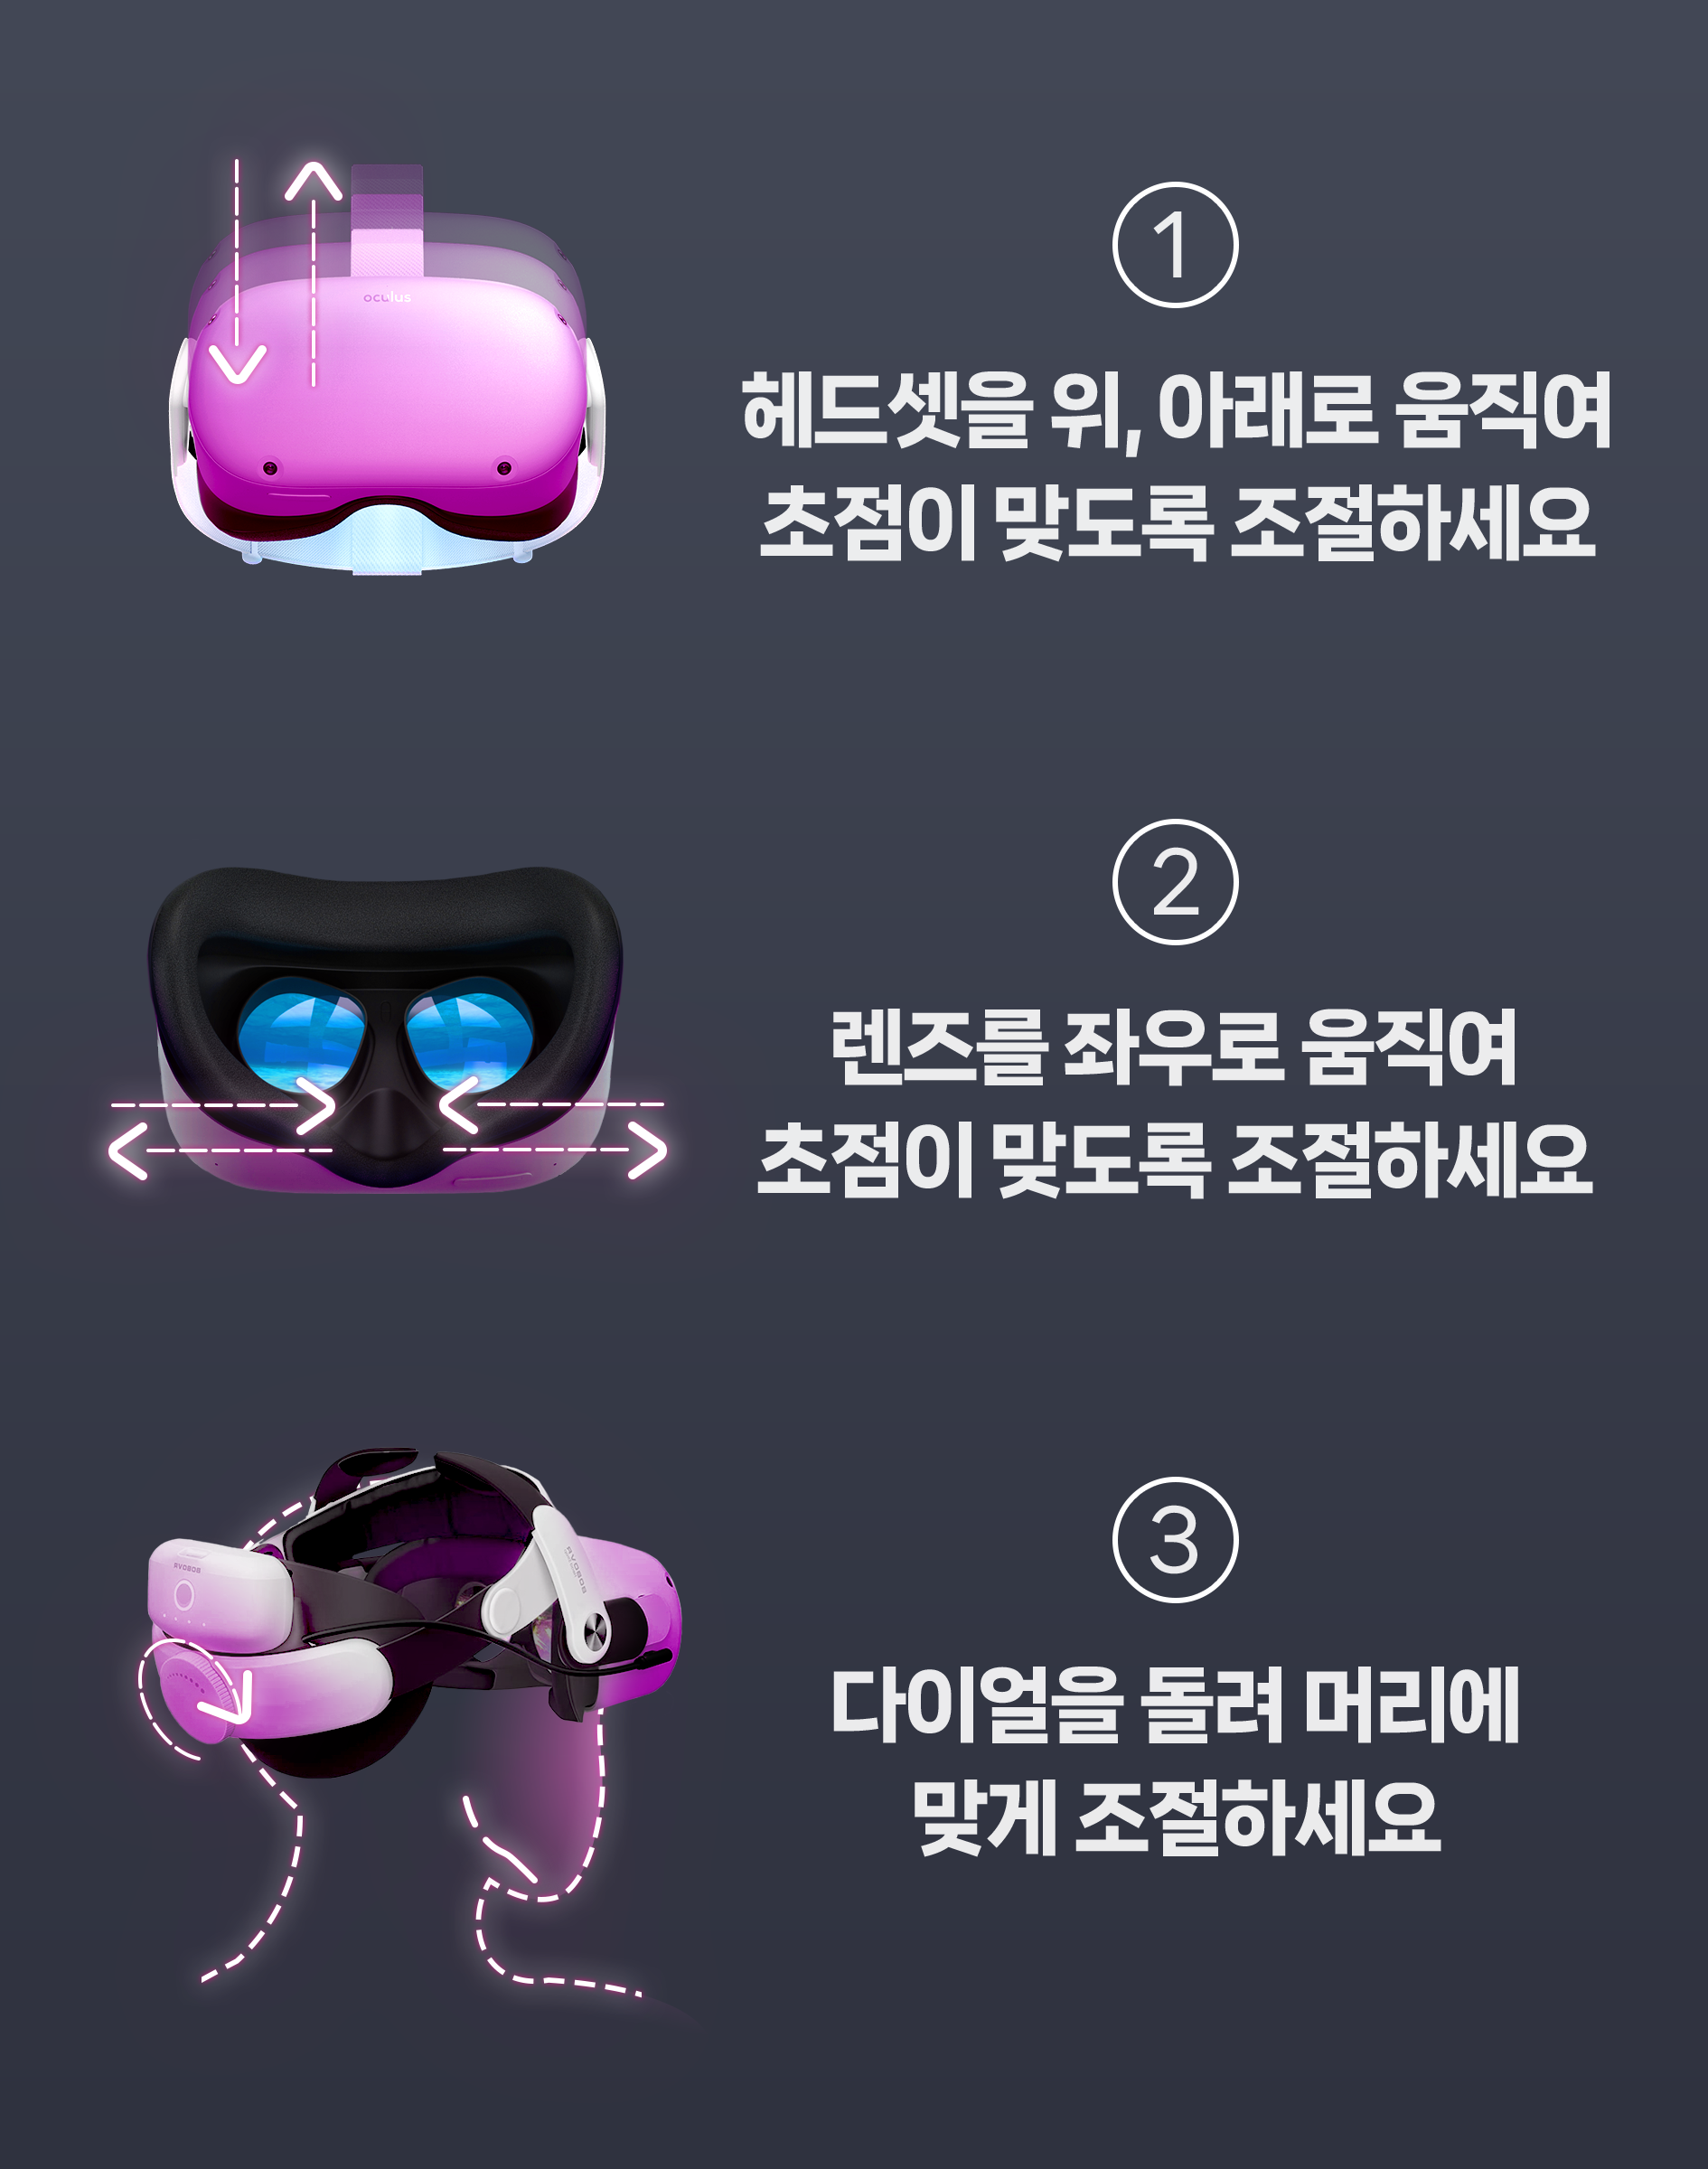 oculus
①
헤드셋을 위, 아래로 움직여
초점이 맞도록 조절하세요
②
렌즈를 좌우로 움직여
초점이 맞도록 조절하세요
③
다이얼을 돌려 머리에
맞게 조절하세요